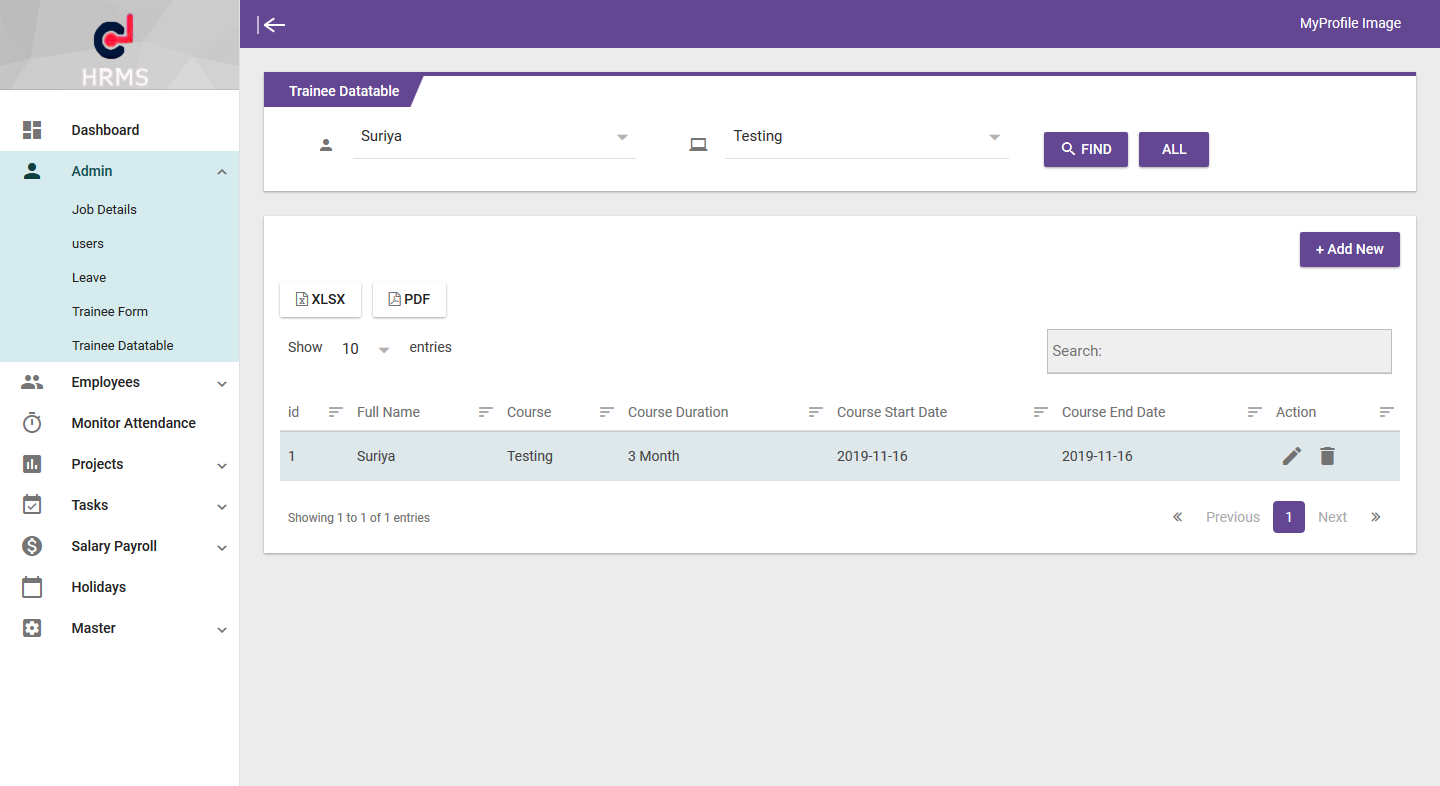 HRMS
MyProfile Image
Trainee Datatable
Suriya
Testing
FIND
ALL
Dashboard
Admin
Job Details
users
Leave
Trainee Form
Trainee Datatable
Employees
Monitor Attendance
Projects
Tasks
Salary Payroll
Holidays
Master
+ Add New
XLSX PDF
Show 10 entries
Search:
id Full Name Course Course Duration Course Start Date Course End Date Action
1 Suriya Testing 3 Month 2019-11-16 2019-11-16
Showing 1 to 1 of 1 entries
« Previous 1 Next »